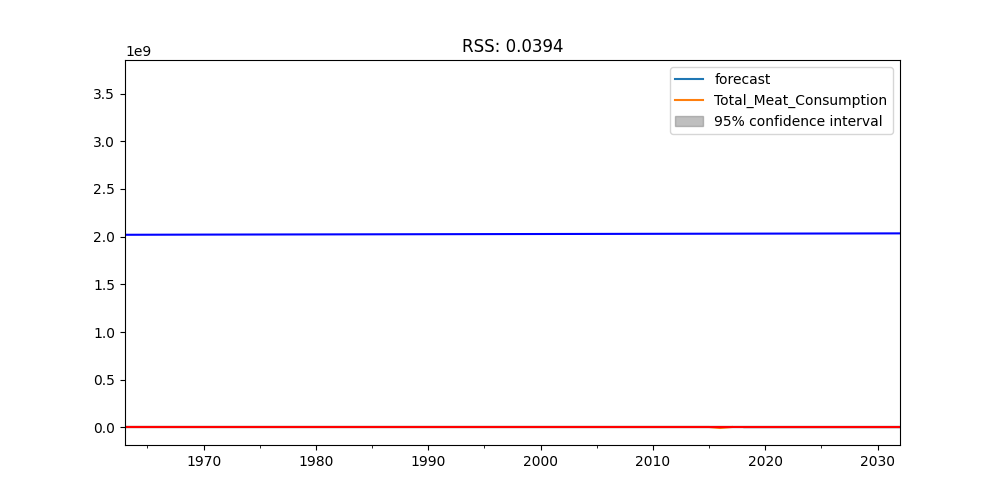 RSS: 0.0394
1e9
forecast
Total_Meat_Consumption
95% confidence interval
3.5
3.0
2.5
2.0
1.5
1.0
0.5
0.0
1970 1980 1990 2000 2010 2020 2030